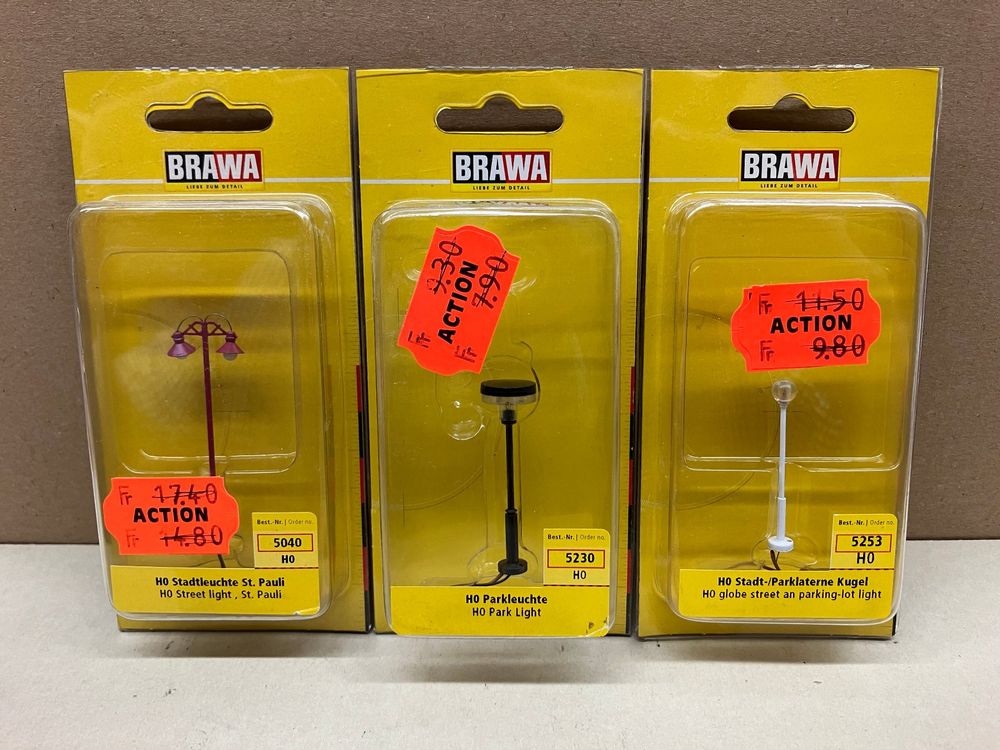 BRAWA
LIEBE ZUM DETAIL
Fr 17.40
ACTION
Fr 14.80
Best.-Nr. | Order no.
5040
H0
H0 Stadtleuchte St. Pauli
H0 Street light , St. Pauli
BRAWA
LIEBE ZUM DETAIL
Fr 9.30
ACTION
Fr 7.90
Best.-Nr. | Order no.
5230
H0
H0 Parkleuchte
H0 Park Light
BRAWA
LIEBE ZUM DETAIL
Fr 11.50
ACTION
Fr 9.80
Best.-Nr. | Order no.
5253
H0
H0 Stadt-/Parklaterne Kugel
H0 globe street an parking-lot light